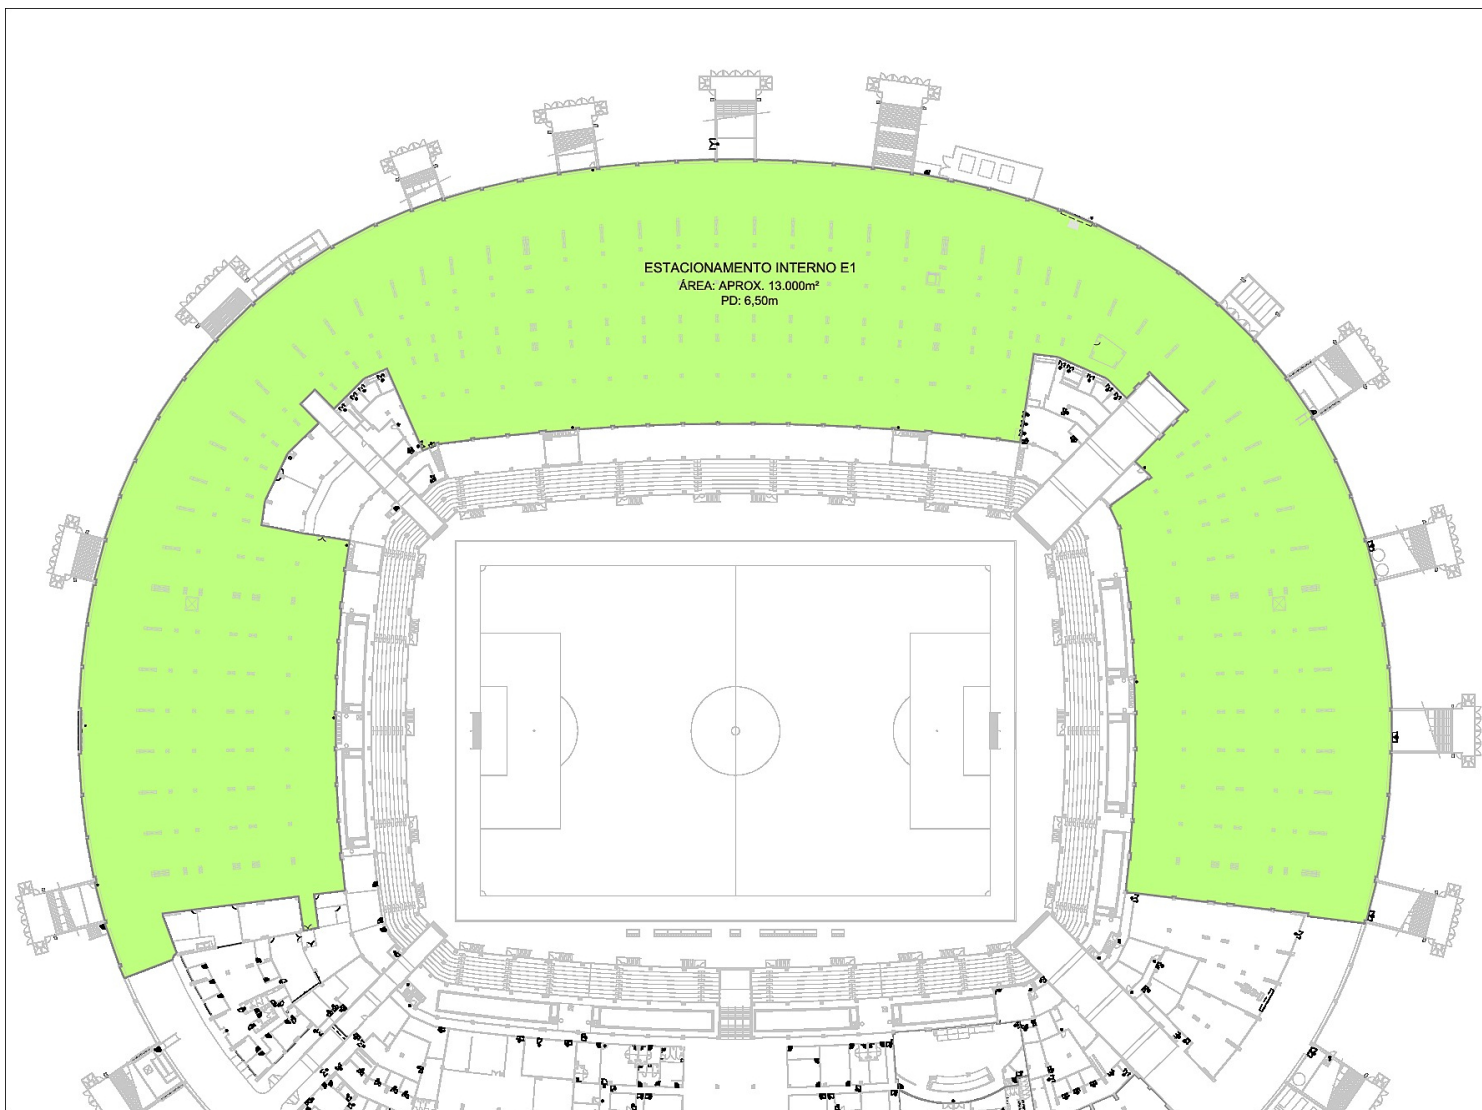 ESTACIONAMENTO INTERNO E1
ÁREA: APROX. 13.000m²
PD: 6,50m